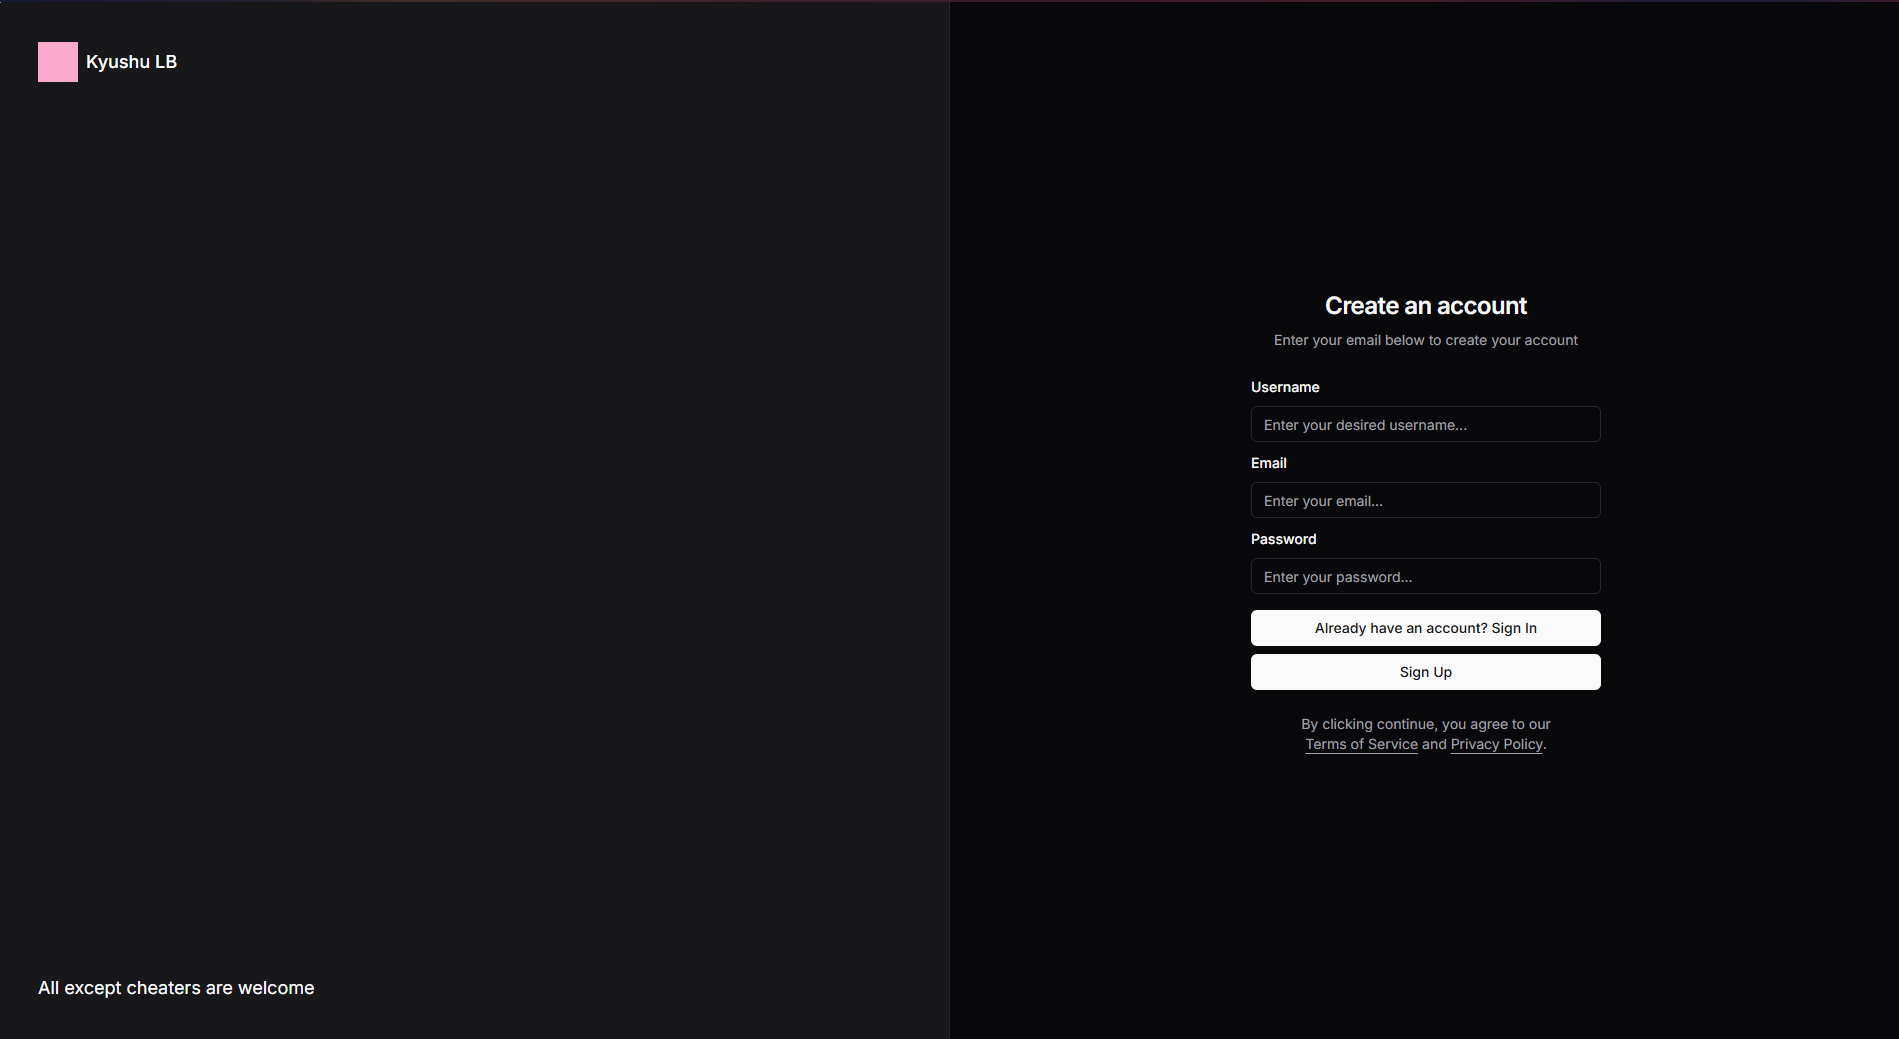 Kyushu LB
All except cheaters are welcome
Create an account
Enter your email below to create your account
Username
Enter your desired username...
Email
Enter your email...
Password
Enter your password...
Already have an account? Sign In
Sign Up
By clicking continue, you agree to our
Terms of Service and Privacy Policy.